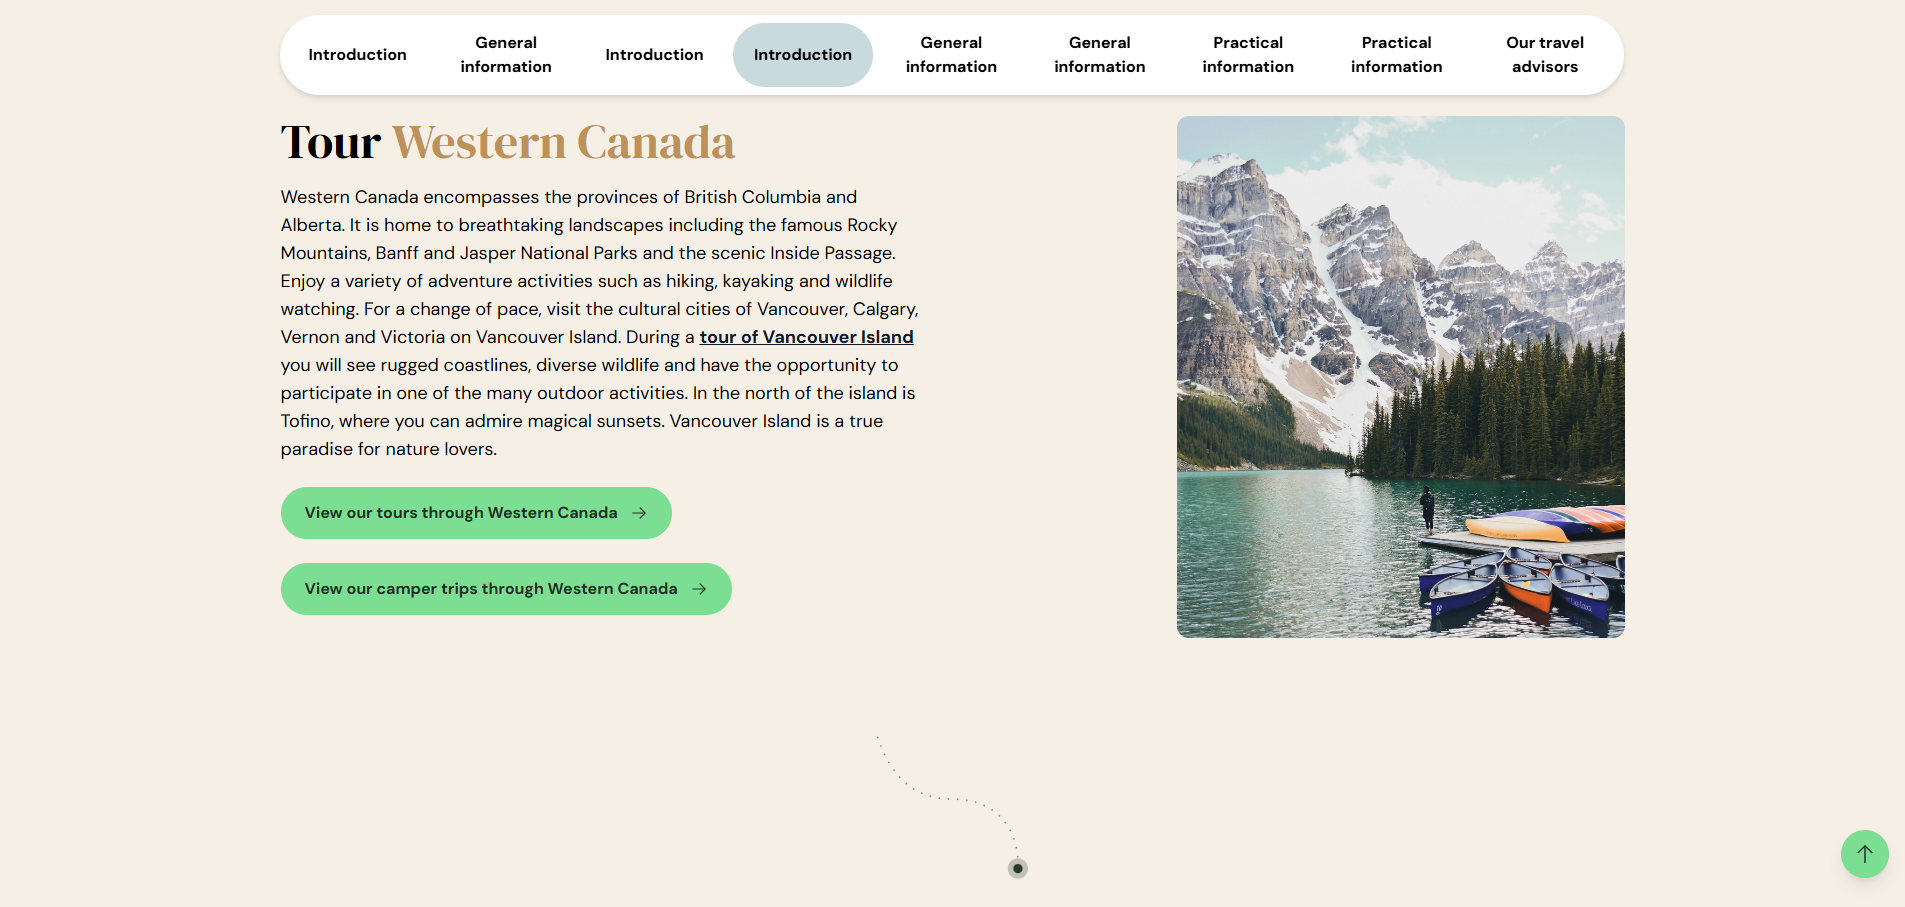 Introduction
General
information
Introduction
Introduction
General
information
General
information
Practical
information
Practical
information
Our travel
advisors
Tour Western Canada
Western Canada encompasses the provinces of British Columbia and
Alberta. It is home to breathtaking landscapes including the famous Rocky
Mountains, Banff and Jasper National Parks and the scenic Inside Passage.
Enjoy a variety of adventure activities such as hiking, kayaking and wildlife
watching. For a change of pace, visit the cultural cities of Vancouver, Calgary,
Vernon and Victoria on Vancouver Island. During a tour of Vancouver Island
you will see rugged coastlines, diverse wildlife and have the opportunity to
participate in one of the many outdoor activities. In the north of the island is
Tofino, where you can admire magical sunsets. Vancouver Island is a true
paradise for nature lovers.
View our tours through Western Canada
View our camper trips through Western Canada